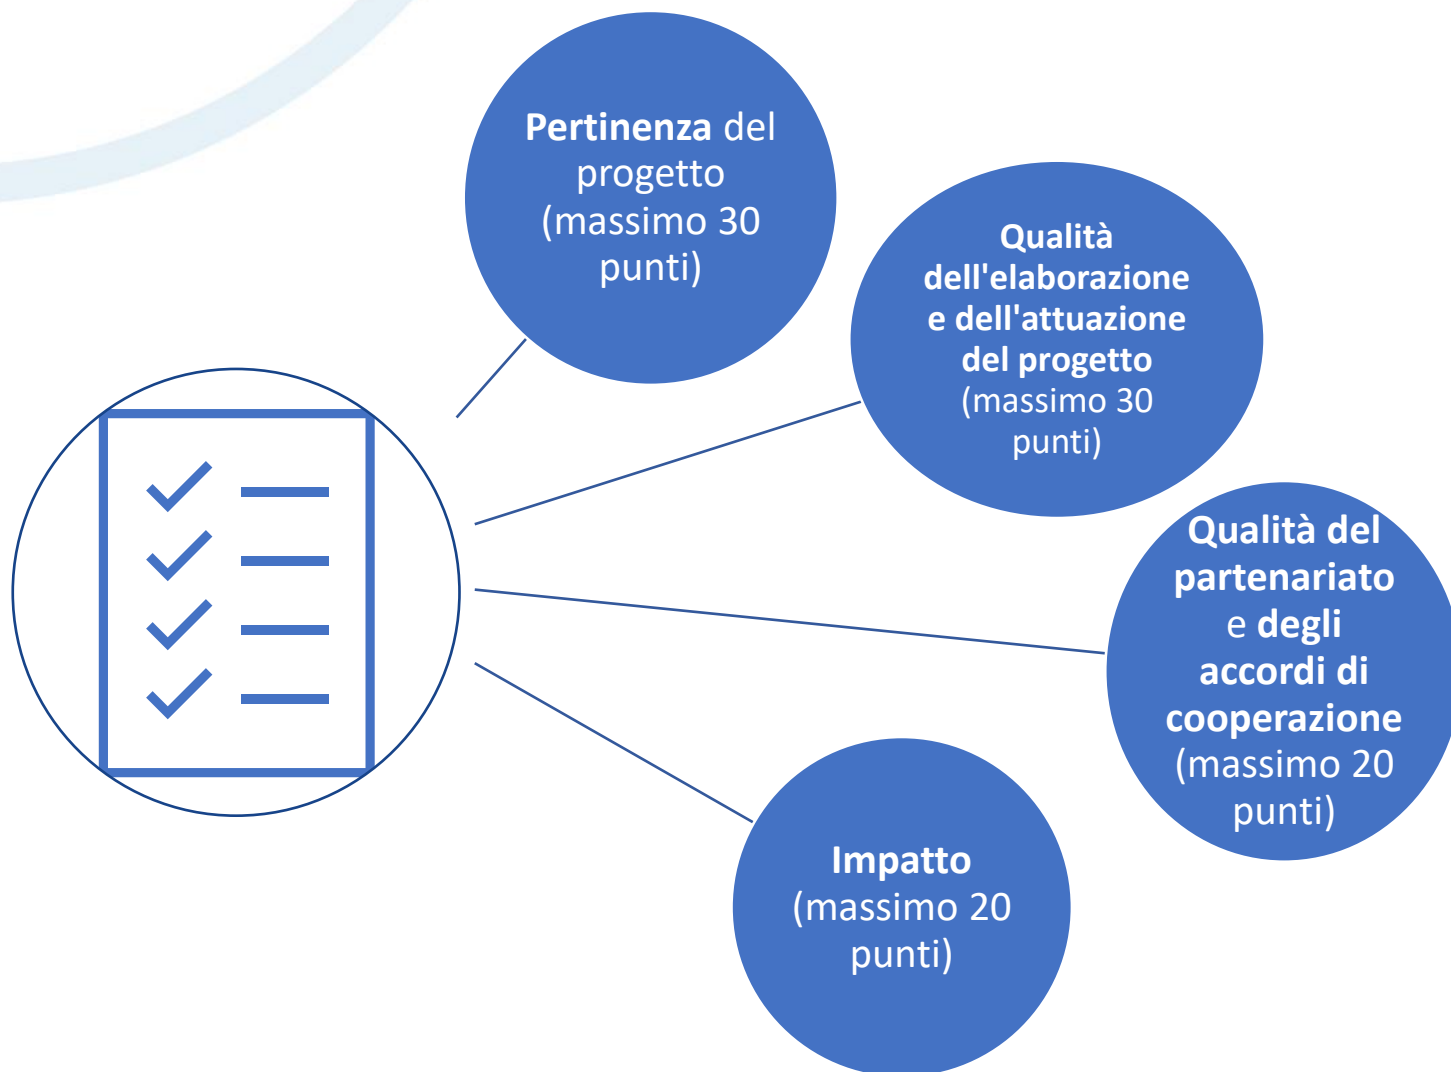 Pertinenza del
progetto
(massimo 30
punti)
Qualità
dell'elaborazione
e dell'attuazione
del progetto
(massimo 30
punti)
Qualità del
partenariato
e degli
accordi di
cooperazione
(massimo 20
punti)
Impatto
(massimo 20
punti)